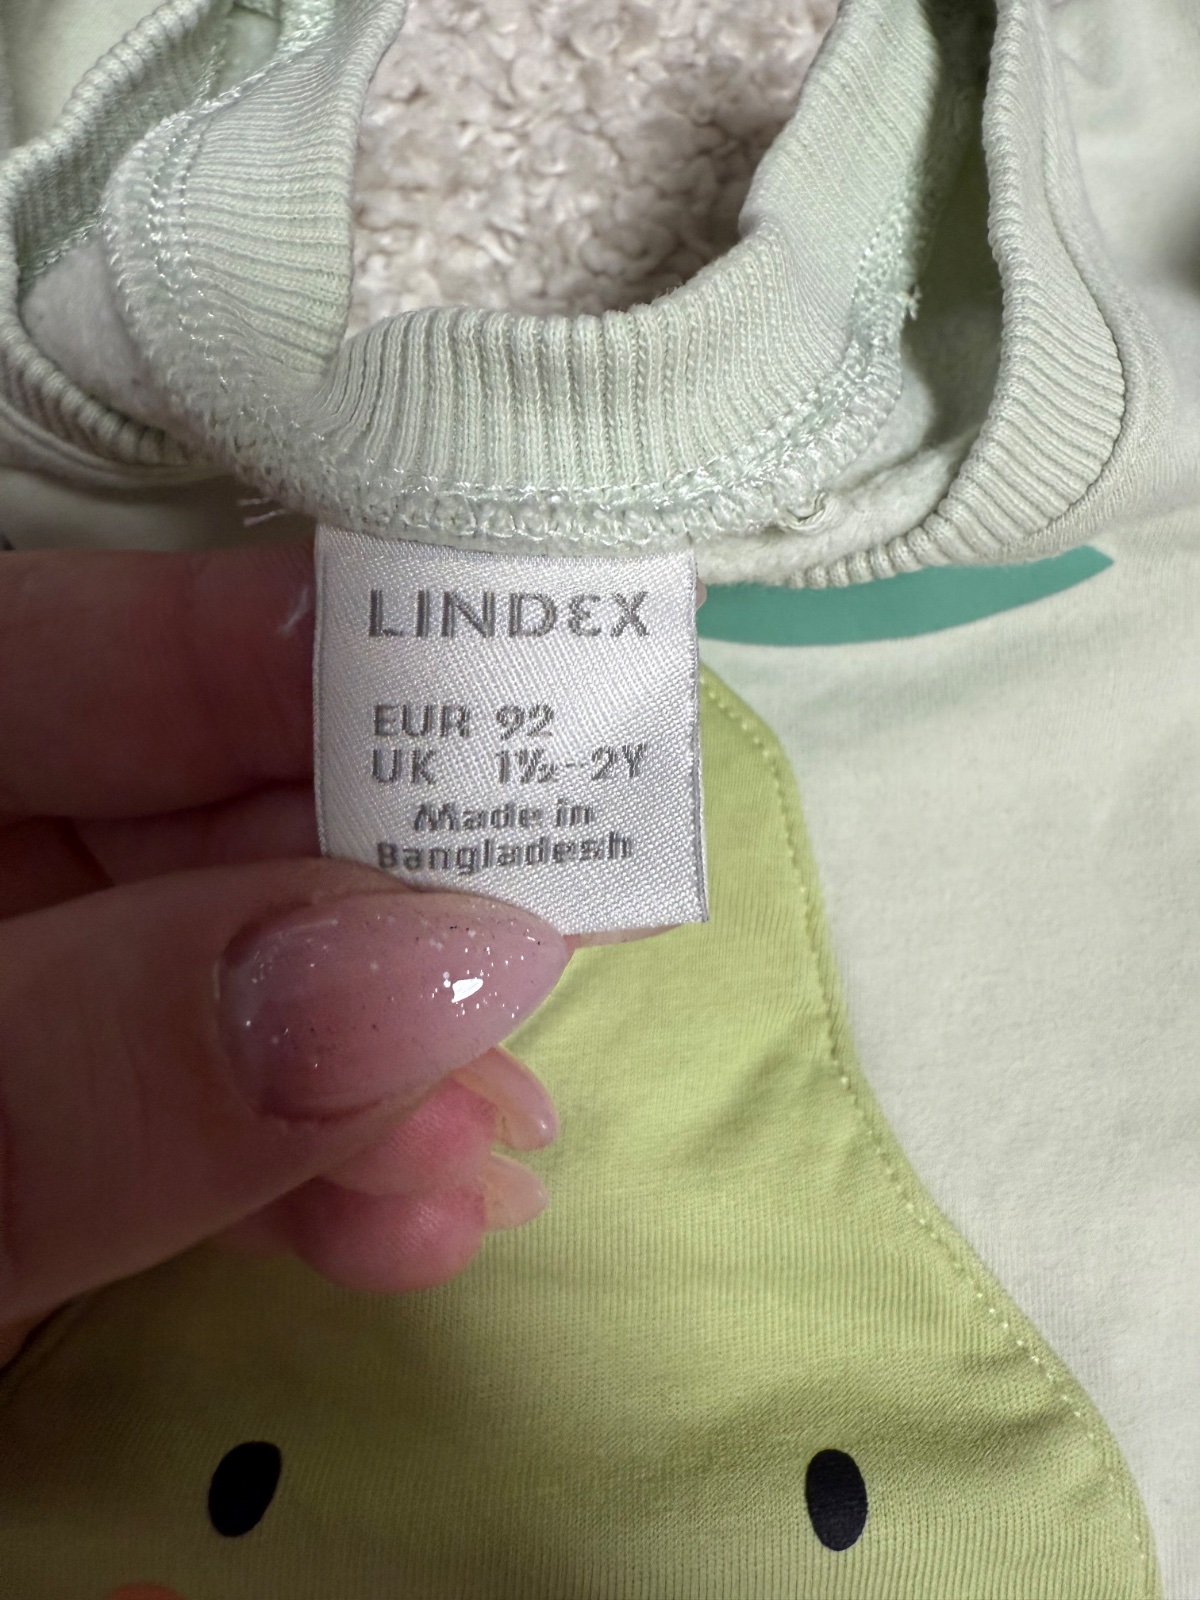 LINDEX
EUR 92
UK 1½-2Y
Made in
Bangladesh